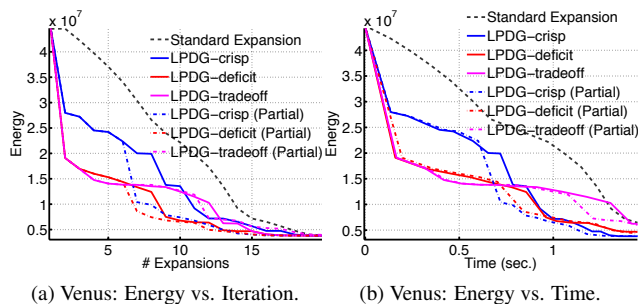 x 10^7
Standard Expansion
LPDG−crisp
LPDG−deficit
LPDG−tradeoff
LPDG−crisp (Partial)
LPDG−deficit (Partial)
LPDG−tradeoff (Partial)
4.5
4
3.5
3
2.5
2
1.5
1
0.5
Energy
5 10 15
# Expansions
(a) Venus: Energy vs. Iteration.
x 10^7
Standard Expansion
LPDG−crisp
LPDG−deficit
LPDG−tradeoff
LPDG−crisp (Partial)
LPDG−deficit (Partial)
LPDG−tradeoff (Partial)
4.5
4
3.5
3
2.5
2
1.5
1
0.5
Energy
0 0.5 1
Time (sec.)
(b) Venus: Energy vs. Time.